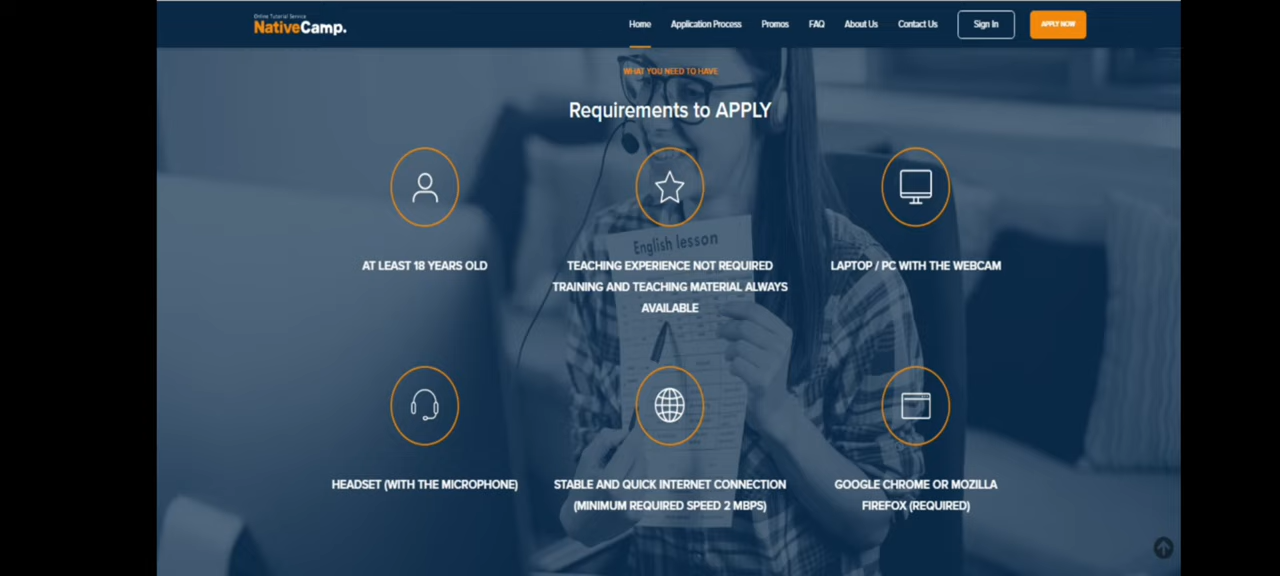 Online Tutorial Service
NativeCamp.
Home
Application Process
Promos
FAQ
About Us
Contact Us
Sign In
APPLY NOW
WHAT YOU NEED TO HAVE
Requirements to APPLY
English lesson
AT LEAST 18 YEARS OLD
TEACHING EXPERIENCE NOT REQUIRED
TRAINING AND TEACHING MATERIAL ALWAYS
AVAILABLE
LAPTOP / PC WITH THE WEBCAM
HEADSET (WITH THE MICROPHONE)
STABLE AND QUICK INTERNET CONNECTION
(MINIMUM REQUIRED SPEED 2 MBPS)
GOOGLE CHROME OR MOZILLA
FIREFOX (REQUIRED)